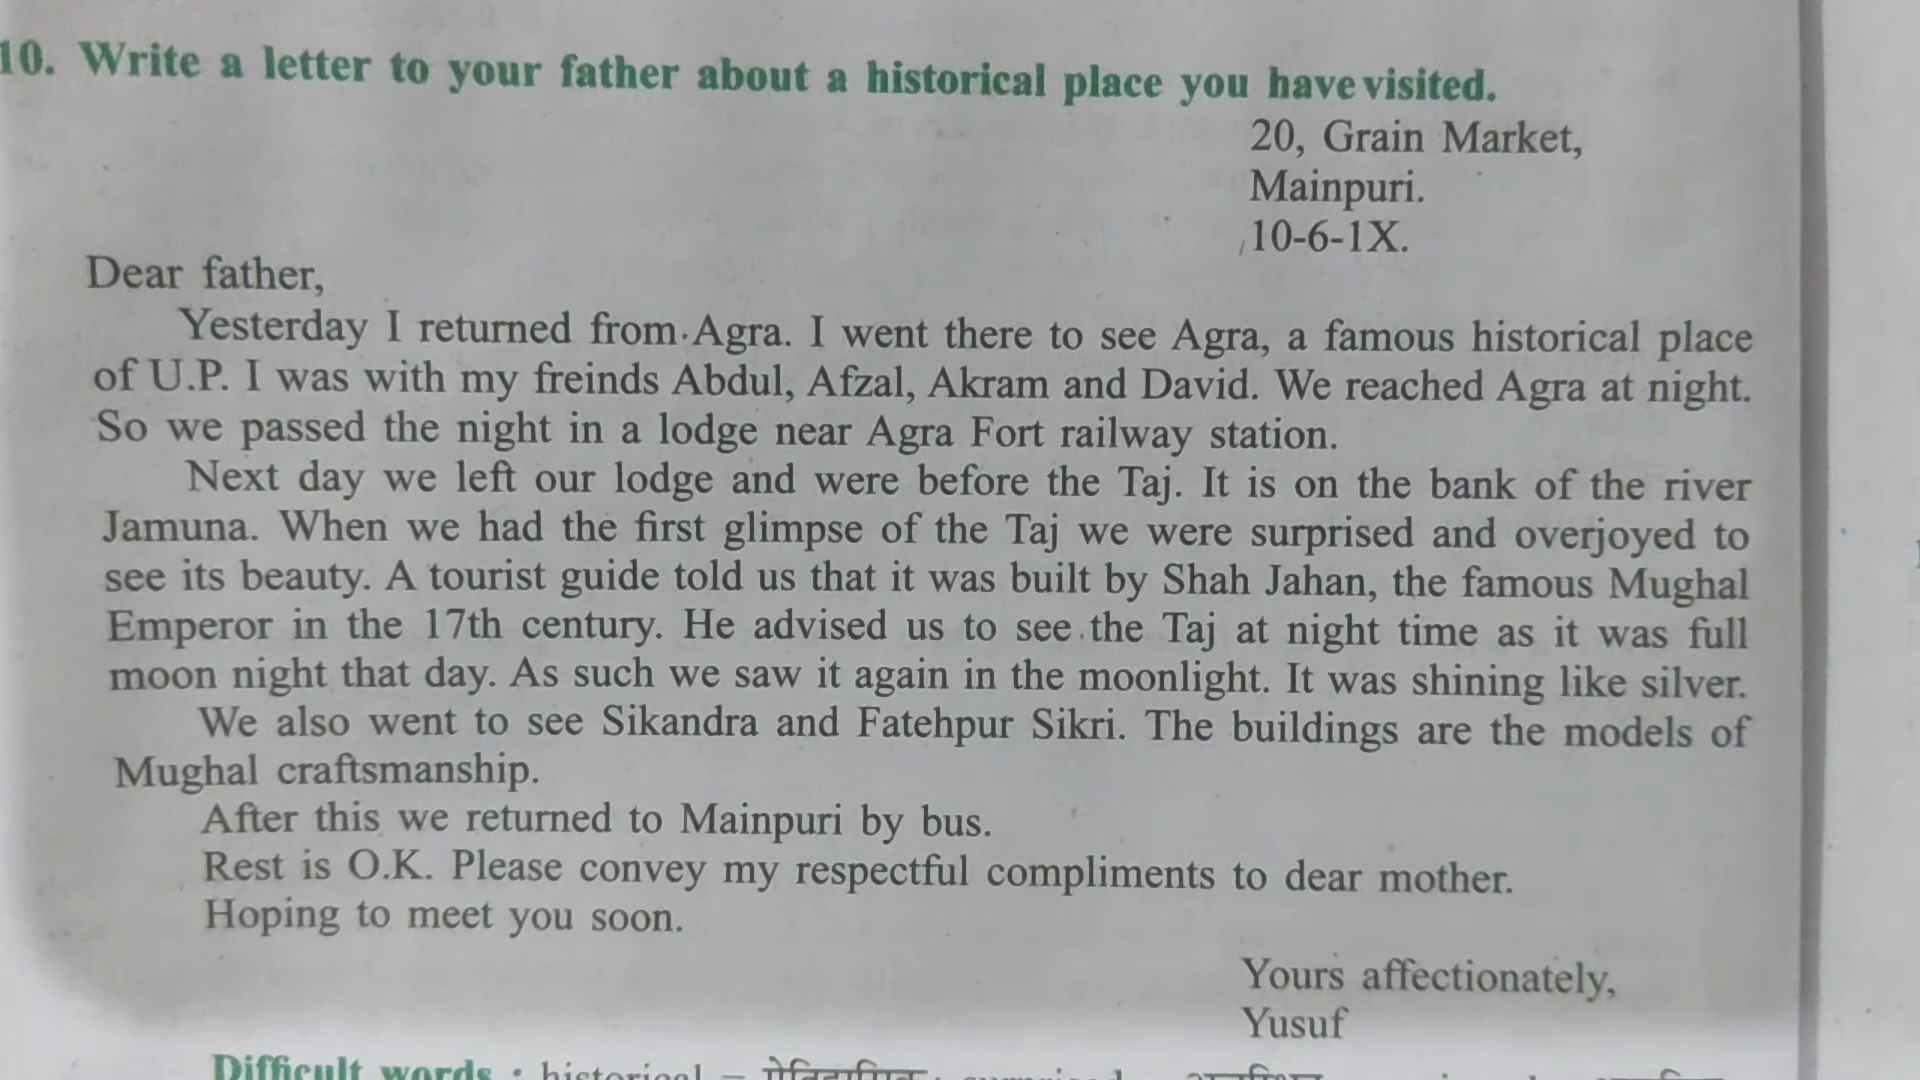 10. Write a letter to your father about a historical place you have visited.
20, Grain Market,
Mainpuri.
10-6-1X.
Dear father,
Yesterday I returned from Agra. I went there to see Agra, a famous historical place
of U.P. I was with my freinds Abdul, Afzal, Akram and David. We reached Agra at night.
So we passed the night in a lodge near Agra Fort railway station.
Next day we left our lodge and were before the Taj. It is on the bank of the river
Jamuna. When we had the first glimpse of the Taj we were surprised and overjoyed to
see its beauty. A tourist guide told us that it was built by Shah Jahan, the famous Mughal
Emperor in the 17th century. He advised us to see the Taj at night time as it was full
moon night that day. As such we saw it again in the moonlight. It was shining like silver.
We also went to see Sikandra and Fatehpur Sikri. The buildings are the models of
Mughal craftsmanship.
After this we returned to Mainpuri by bus.
Rest is O.K. Please convey my respectful compliments to dear mother.
Hoping to meet you soon.
Yours affectionately,
Yusuf
Difficult words : historical –